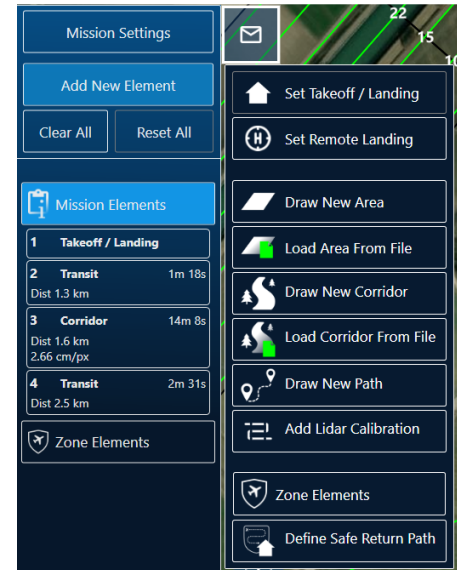 Mission Settings
Add New Element
Clear All
Reset All
Mission Elements
1 Takeoff / Landing
2 Transit 1m 18s
Dist 1.3 km
3 Corridor 14m 8s
Dist 1.6 km
2.66 cm/px
4 Transit 2m 31s
Dist 2.5 km
Zone Elements
22
15
10
Set Takeoff / Landing
H
Set Remote Landing
Draw New Area
Load Area From File
Draw New Corridor
Load Corridor From File
Draw New Path
Add Lidar Calibration
Zone Elements
Define Safe Return Path